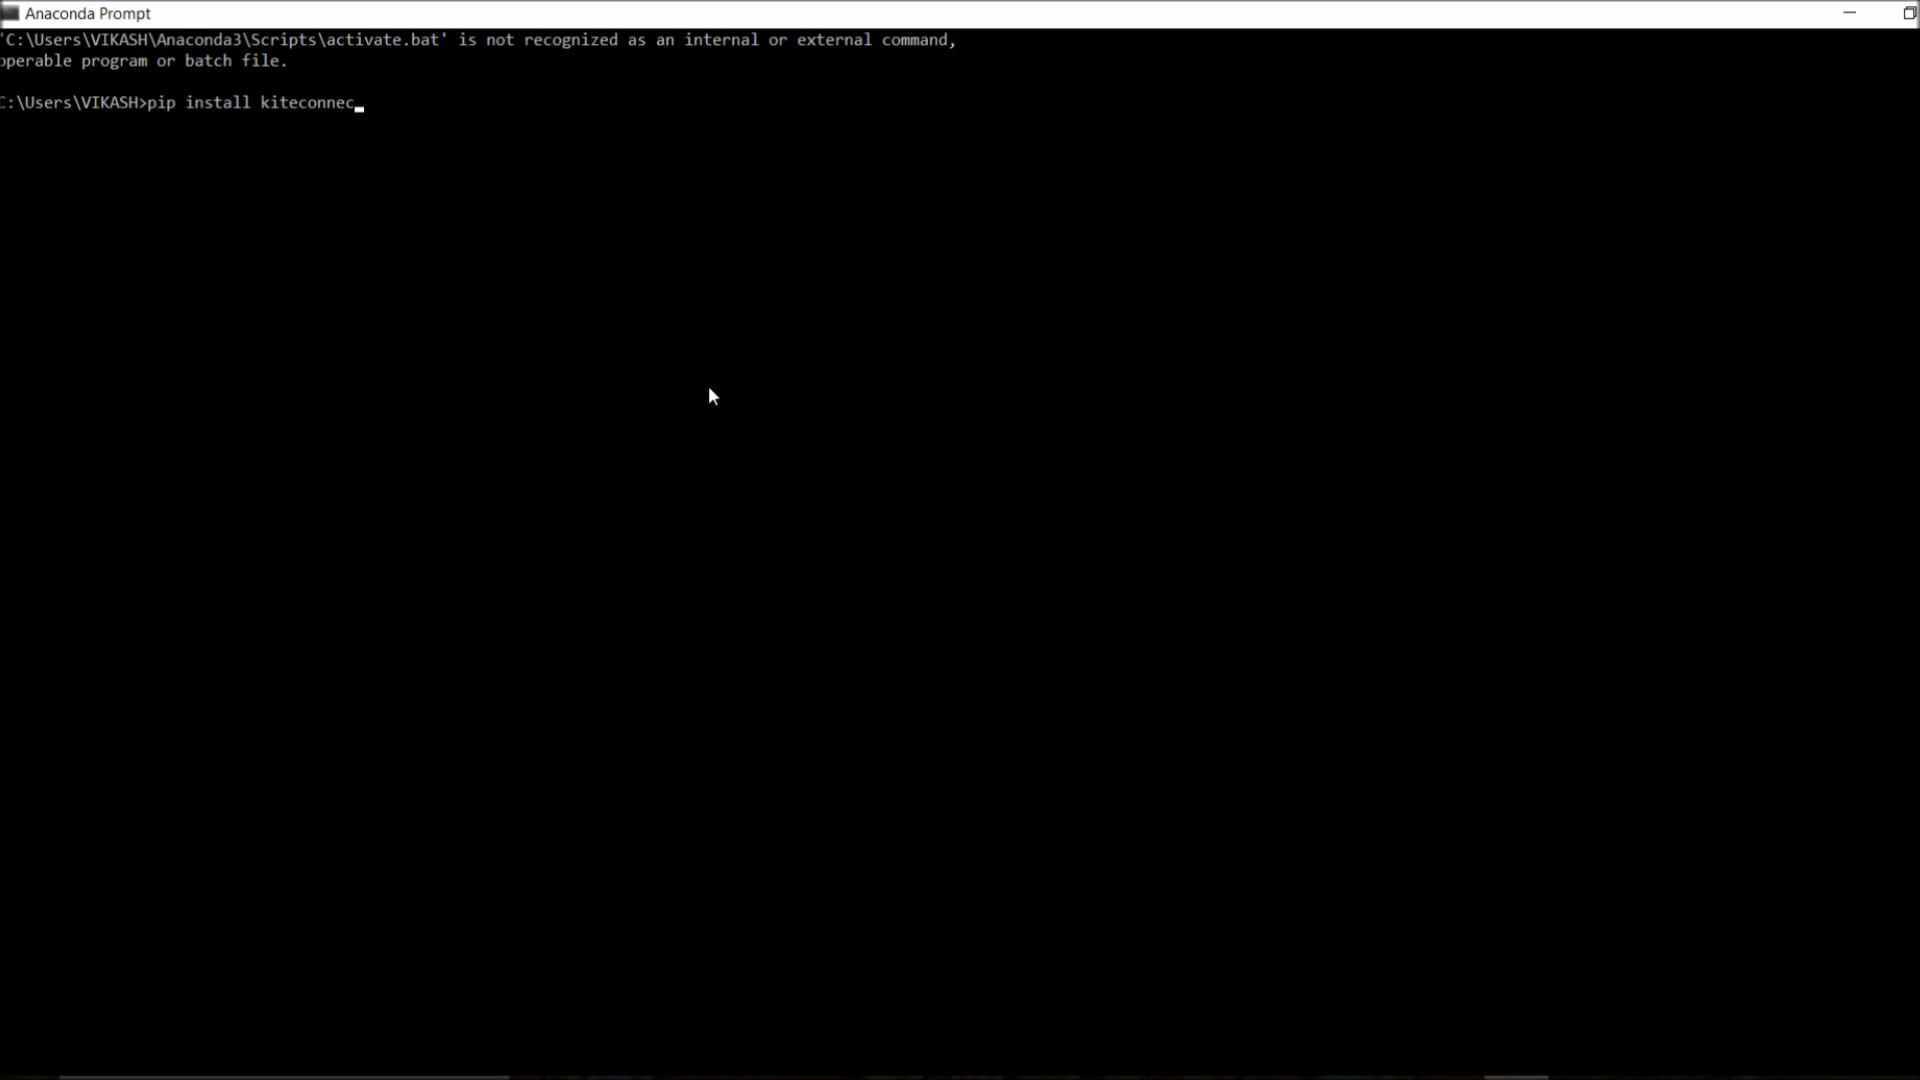 Anaconda Prompt
'C:\Users\VIKASH\Anaconda3\Scripts\activate.bat' is not recognized as an internal or external command,
operable program or batch file.
C:\Users\VIKASH>pip install kiteconnec